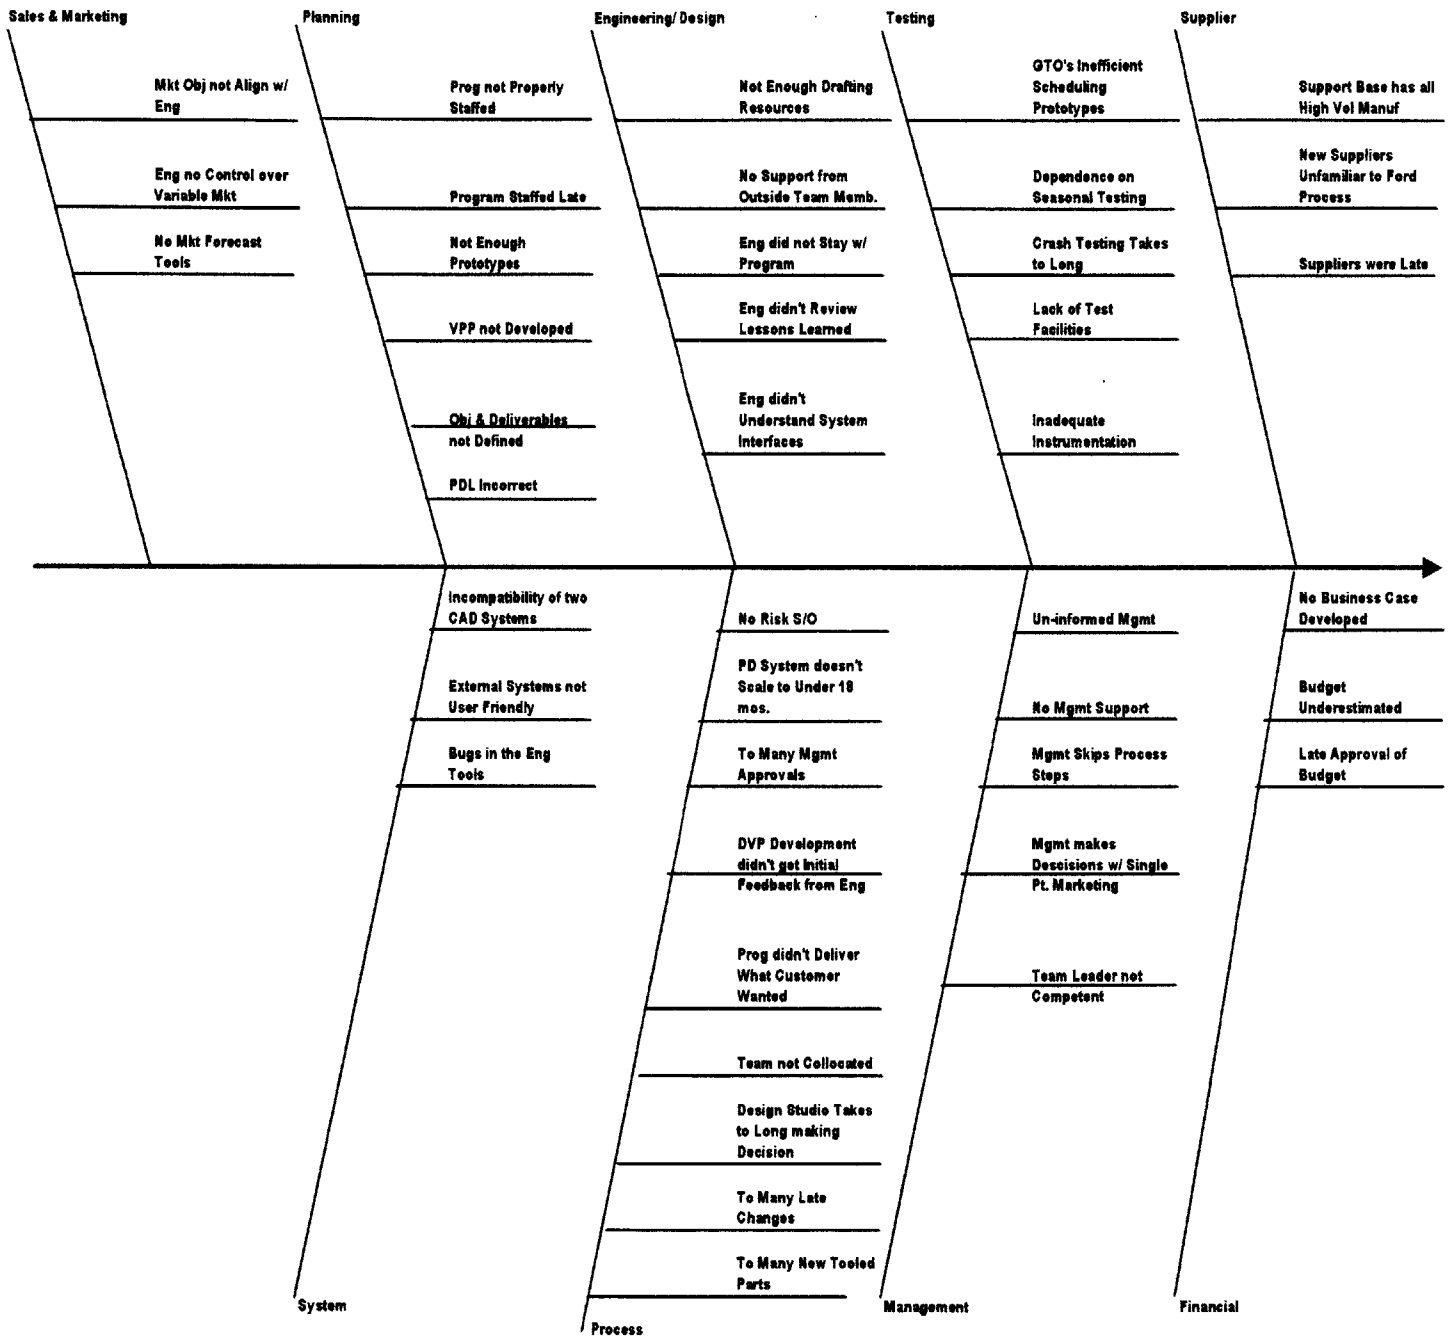 Sales & Marketing
Planning
Engineering/ Design
Testing
Supplier
Mkt Obj not Align w/
Eng
Eng no Control over
Variable Mkt
No Mkt Forecast
Tools
Prog not Properly
Staffed
Program Staffed Late
Not Enough
Prototypes
VPP not Developed
Obj & Deliverables
not Defined
PDL Incorrect
Not Enough Drafting
Resources
No Support from
Outside Team Memb.
Eng did not Stay w/
Program
Eng didn't Review
Lessons Learned
Eng didn't
Understand System
Interfaces
GTO's Inefficient
Scheduling
Prototypes
Dependence on
Seasonal Testing
Crash Testing Takes
to Long
Lack of Test
Facilities
Inadequate
Instrumentation
Support Base has all
High Vol Manuf
New Suppliers
Unfamiliar to Ford
Process
Suppliers were Late
Incompatibility of two
CAD Systems
External Systems not
User Friendly
Bugs in the Eng
Tools
No Risk S/O
PD System doesn't
Scale to Under 18
mos.
To Many Mgmt
Approvals
DVP Development
didn't get Initial
Feedback from Eng
Prog didn't Deliver
What Customer
Wanted
Team not Collocated
Design Studio Takes
to Long making
Decision
To Many Late
Changes
To Many New Tooled
Parts
Un-informed Mgmt
No Mgmt Support
Mgmt Skips Process
Steps
Mgmt makes
Descisions w/ Single
Pt. Marketing
Team Leader not
Competent
No Business Case
Developed
Budget
Underestimated
Late Approval of
Budget
System
Process
Management
Financial